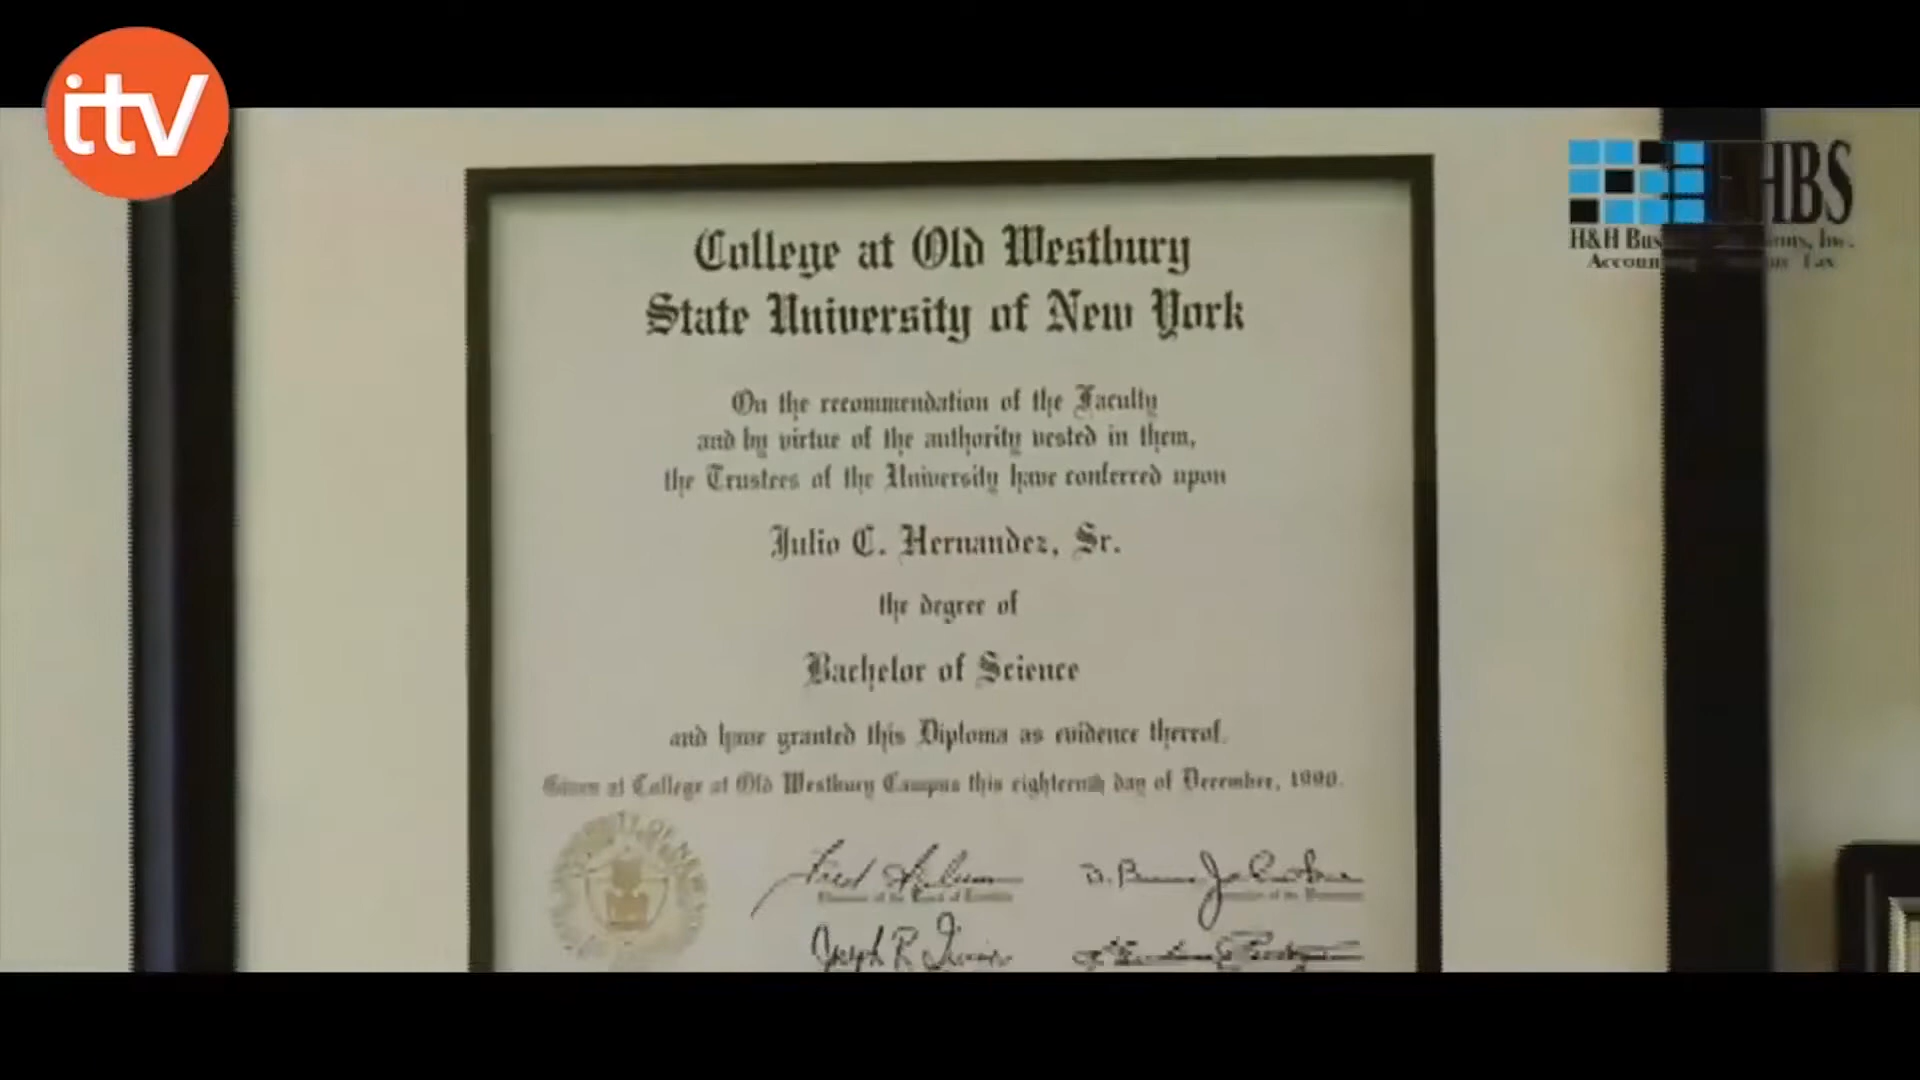 itv
HBS
H&H Bus
College at Old Westbury
State University of New York
On the recommendation of the Faculty
and by virtue of the authority vested in them,
the Trustees of the University have conferred upon
Julio C. Hernandez, Sr.
the degree of
Bachelor of Science
and have granted this Diploma as evidence thereof.
Given at College at Old Westbury Campus this eighteenth day of December, 1990.